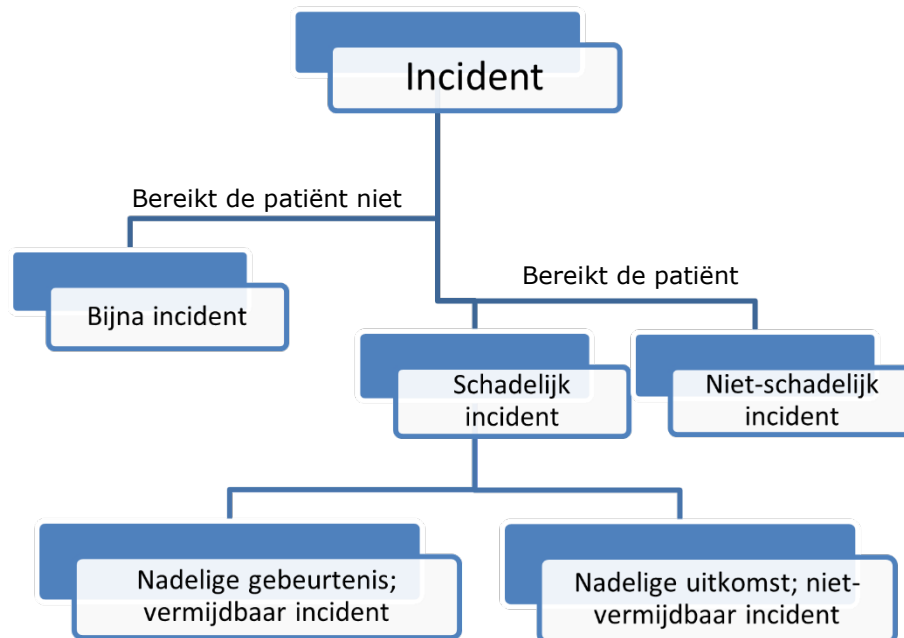 Incident
Bereikt de patiënt niet
Bijna incident
Bereikt de patiënt
Schadelijk
incident
Niet-schadelijk
incident
Nadelige gebeurtenis;
vermijdbaar incident
Nadelige uitkomst; niet-
vermijdbaar incident